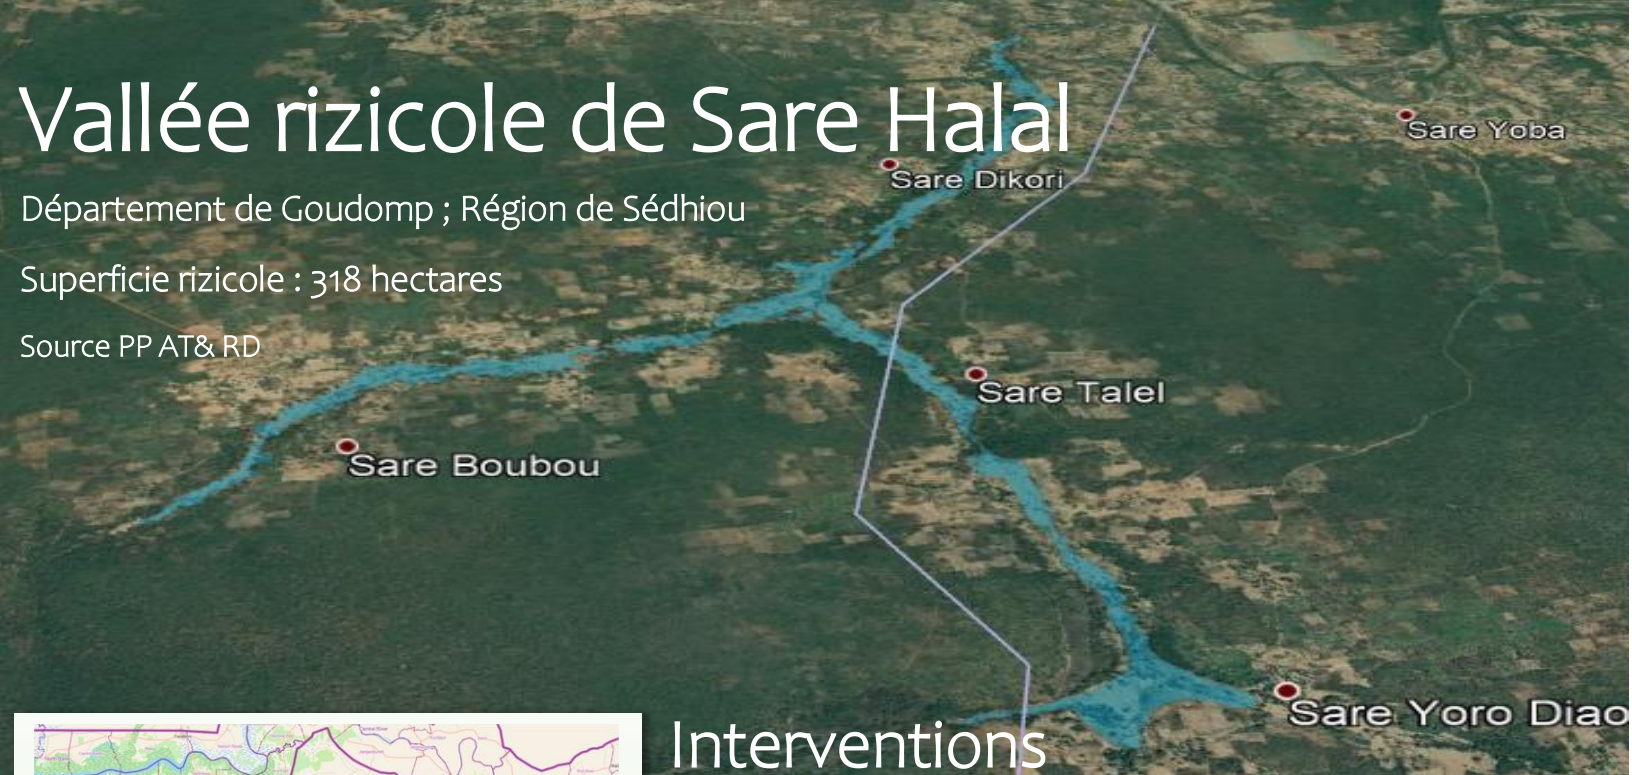 Vallée rizicole de Sare Halal
Département de Goudomp ; Région de Sédhiou
Superficie rizicole : 318 hectares
Source PP AT& RD
Sare Yoba
Sare Dikori
Sare Talel
Sare Boubou
Sare Yoro Diao
Interventions